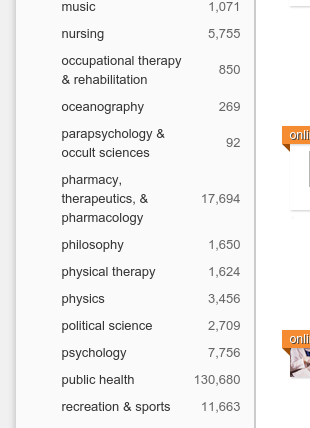 music 1,071
nursing 5,755
occupational therapy
& rehabilitation 850
oceanography 269
parapsychology &
occult sciences 92
pharmacy,
therapeutics, & 17,694
pharmacology
philosophy 1,650
physical therapy 1,624
physics 3,456
political science 2,709
psychology 7,756
public health 130,680
recreation & sports 11,663
onli
onli